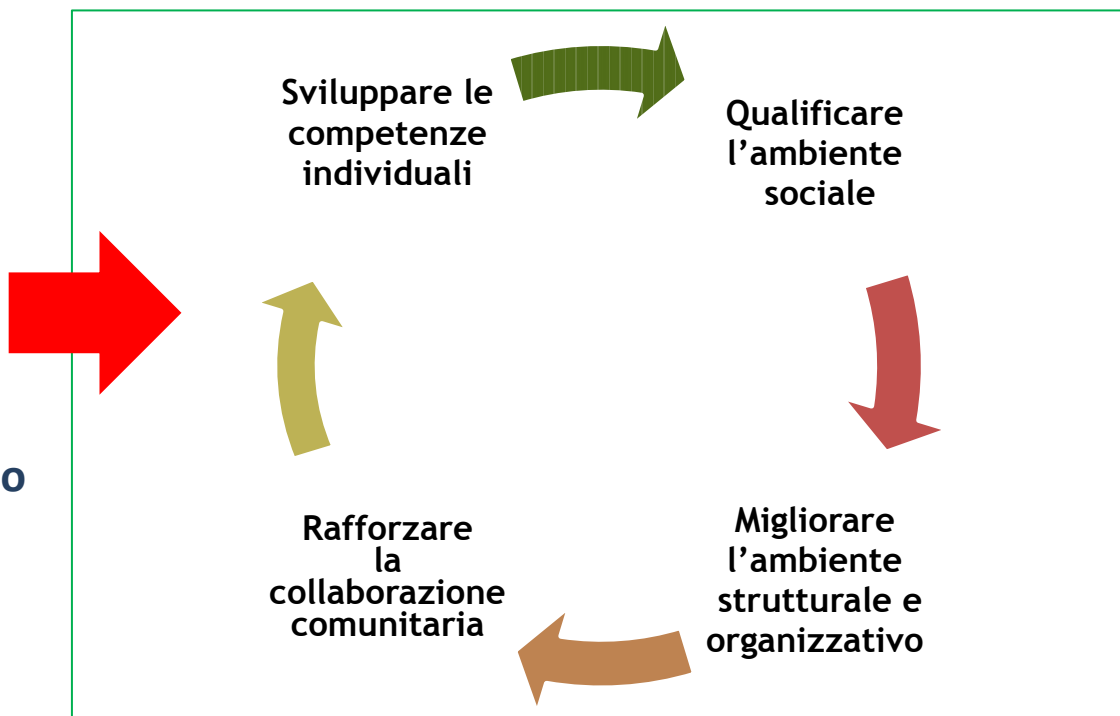 Sviluppare le
competenze
individuali
Qualificare
l’ambiente
sociale
Migliorare
l’ambiente
strutturale e
organizzativo
Rafforzare
la
collaborazione
comunitaria
o